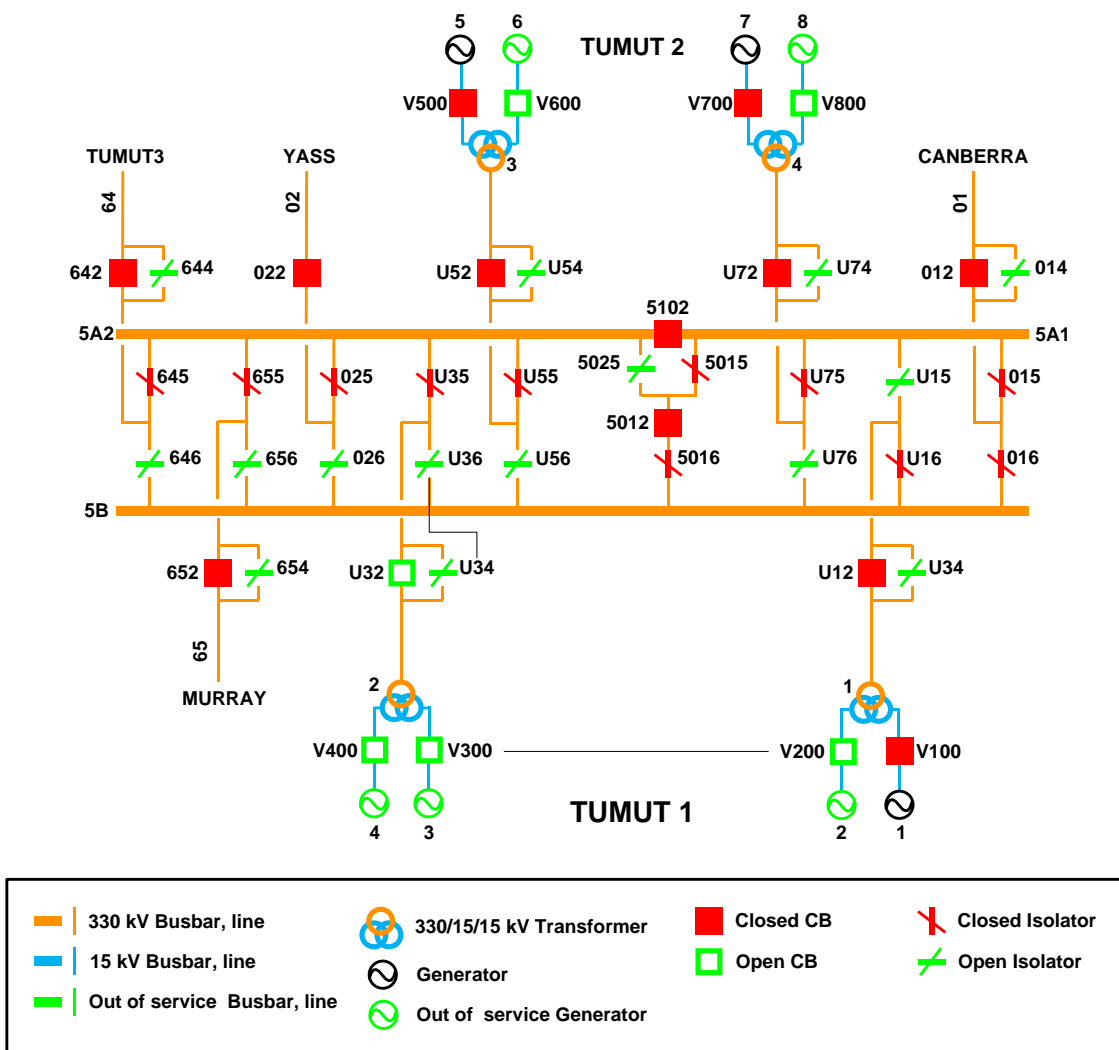 5 6 7 8
TUMUT 2
V500 V600 V700 V800
TUMUT3 YASS 3 4 CANBERRA
64 02 01
642 644 022 U52 U54 U72 U74 012 014
5102
5A2 5A1
645 655 025 U35 U55 5025 5015 U75 U15 015
5012
646 656 026 U36 U56 5016 U76 U16 016
5B
652 654 U32 U34 U12 U34
65
MURRAY 2 1
V400 V300 V200 V100
TUMUT 1
4 3 2 1
330 kV Busbar, line
15 kV Busbar, line
Out of service Busbar, line
330/15/15 kV Transformer
Generator
Out of service Generator
Closed CB
Open CB
Closed Isolator
Open Isolator